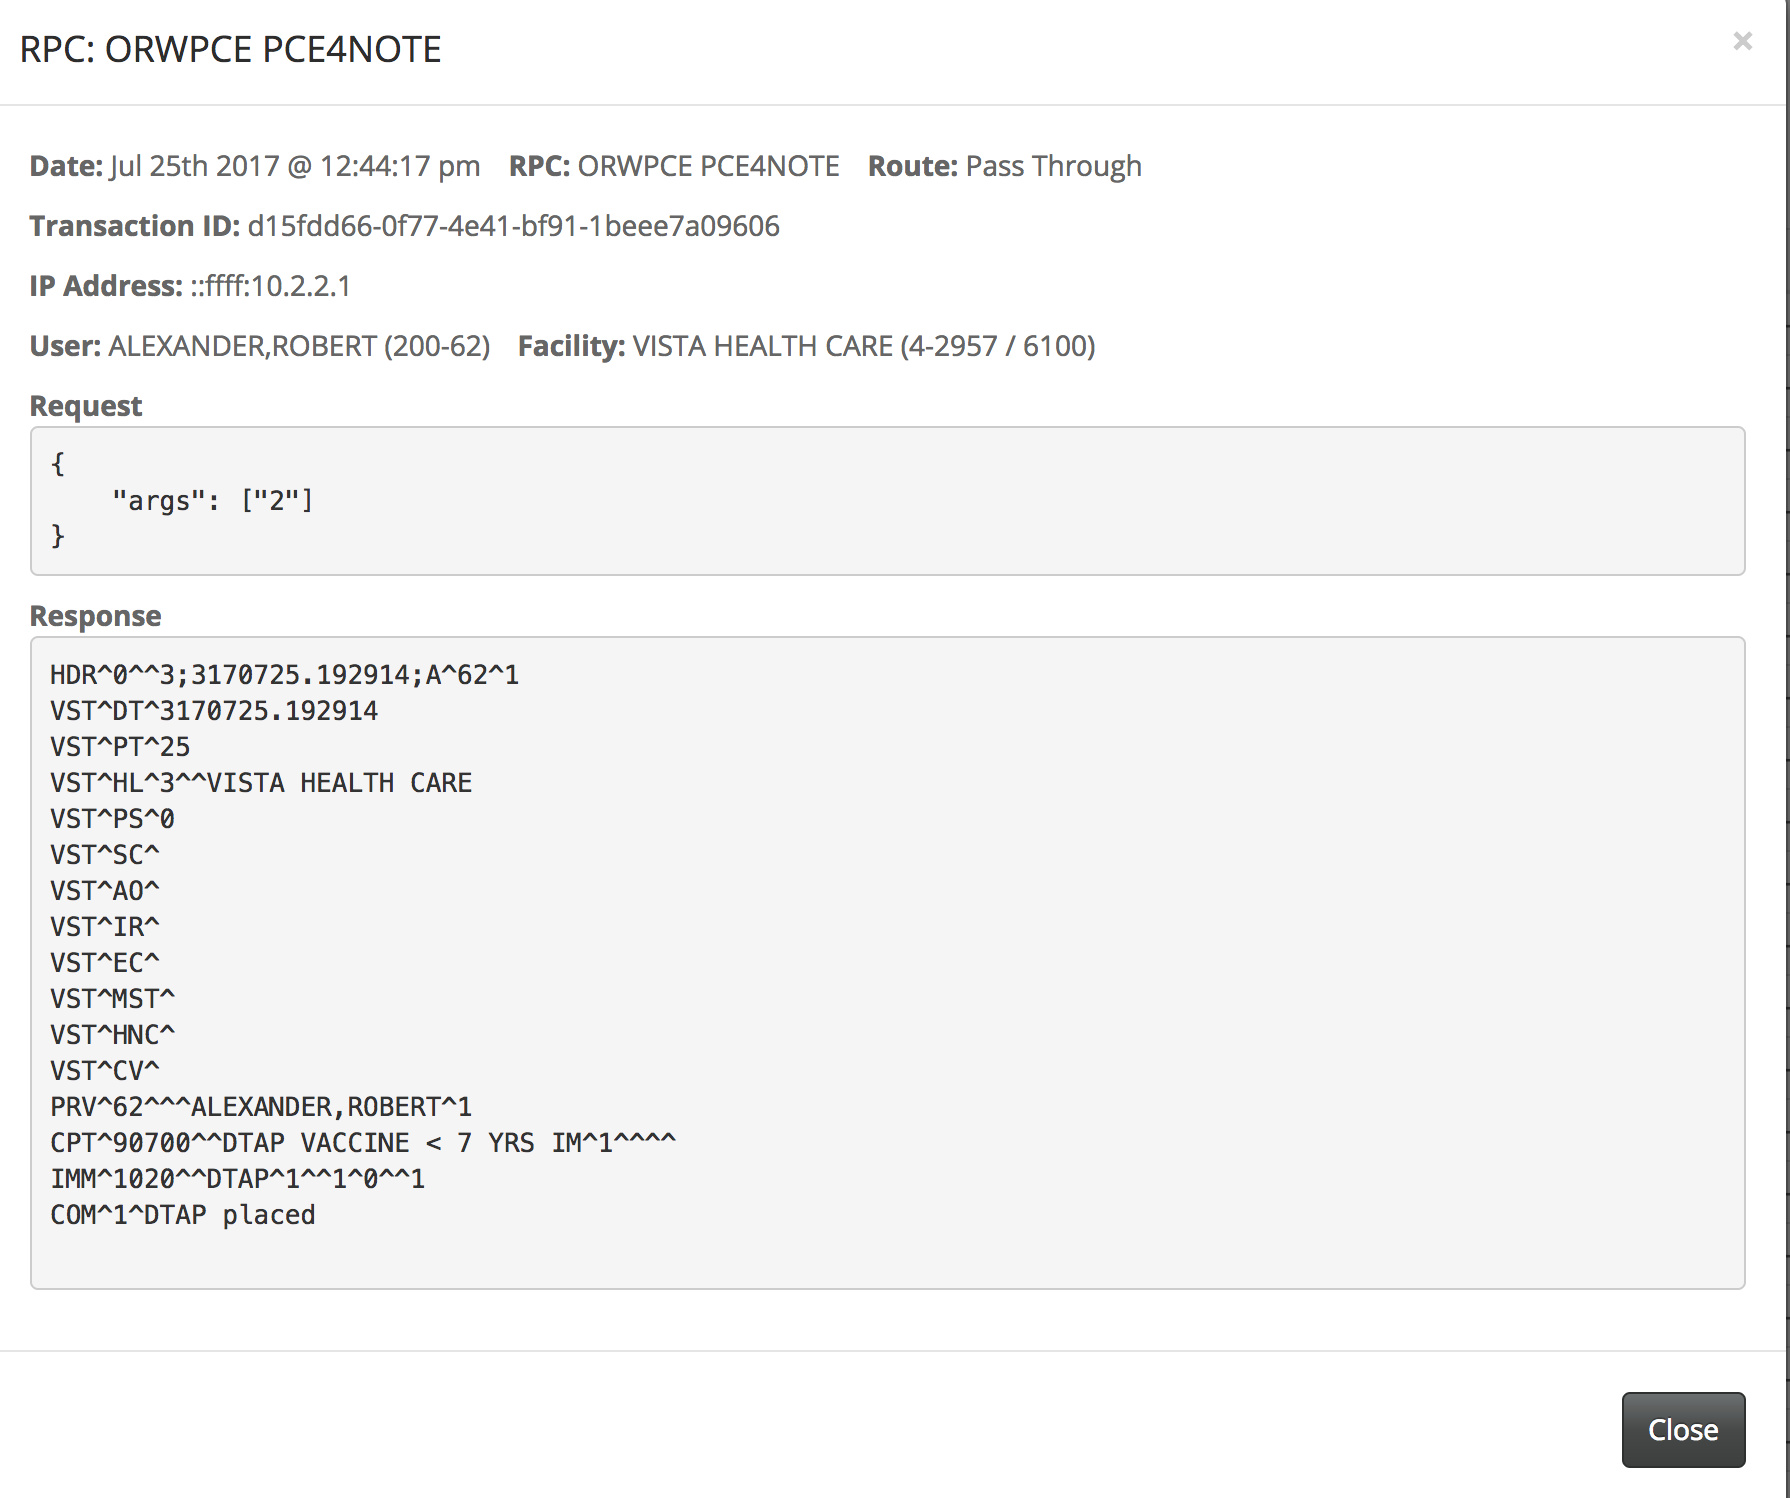 RPC: ORWPCE PCE4NOTE
×
Date: Jul 25th 2017 @ 12:44:17 pm RPC: ORWPCE PCE4NOTE Route: Pass Through
Transaction ID: d15fdd66-0f77-4e41-bf91-1beee7a09606
IP Address: ::ffff:10.2.2.1
User: ALEXANDER,ROBERT (200-62) Facility: VISTA HEALTH CARE (4-2957 / 6100)
Request
{
    "args": ["2"]
}
Response
HDR^0^^3;3170725.192914;A^62^1
VST^DT^3170725.192914
VST^PT^25
VST^HL^3^^VISTA HEALTH CARE
VST^PS^0
VST^SC^
VST^AO^
VST^IR^
VST^EC^
VST^MST^
VST^HNC^
VST^CV^
PRV^62^^^ALEXANDER,ROBERT^1
CPT^90700^^DTAP VACCINE < 7 YRS IM^1^^^^
IMM^1020^^DTAP^1^^1^0^^1
COM^1^DTAP placed
Close